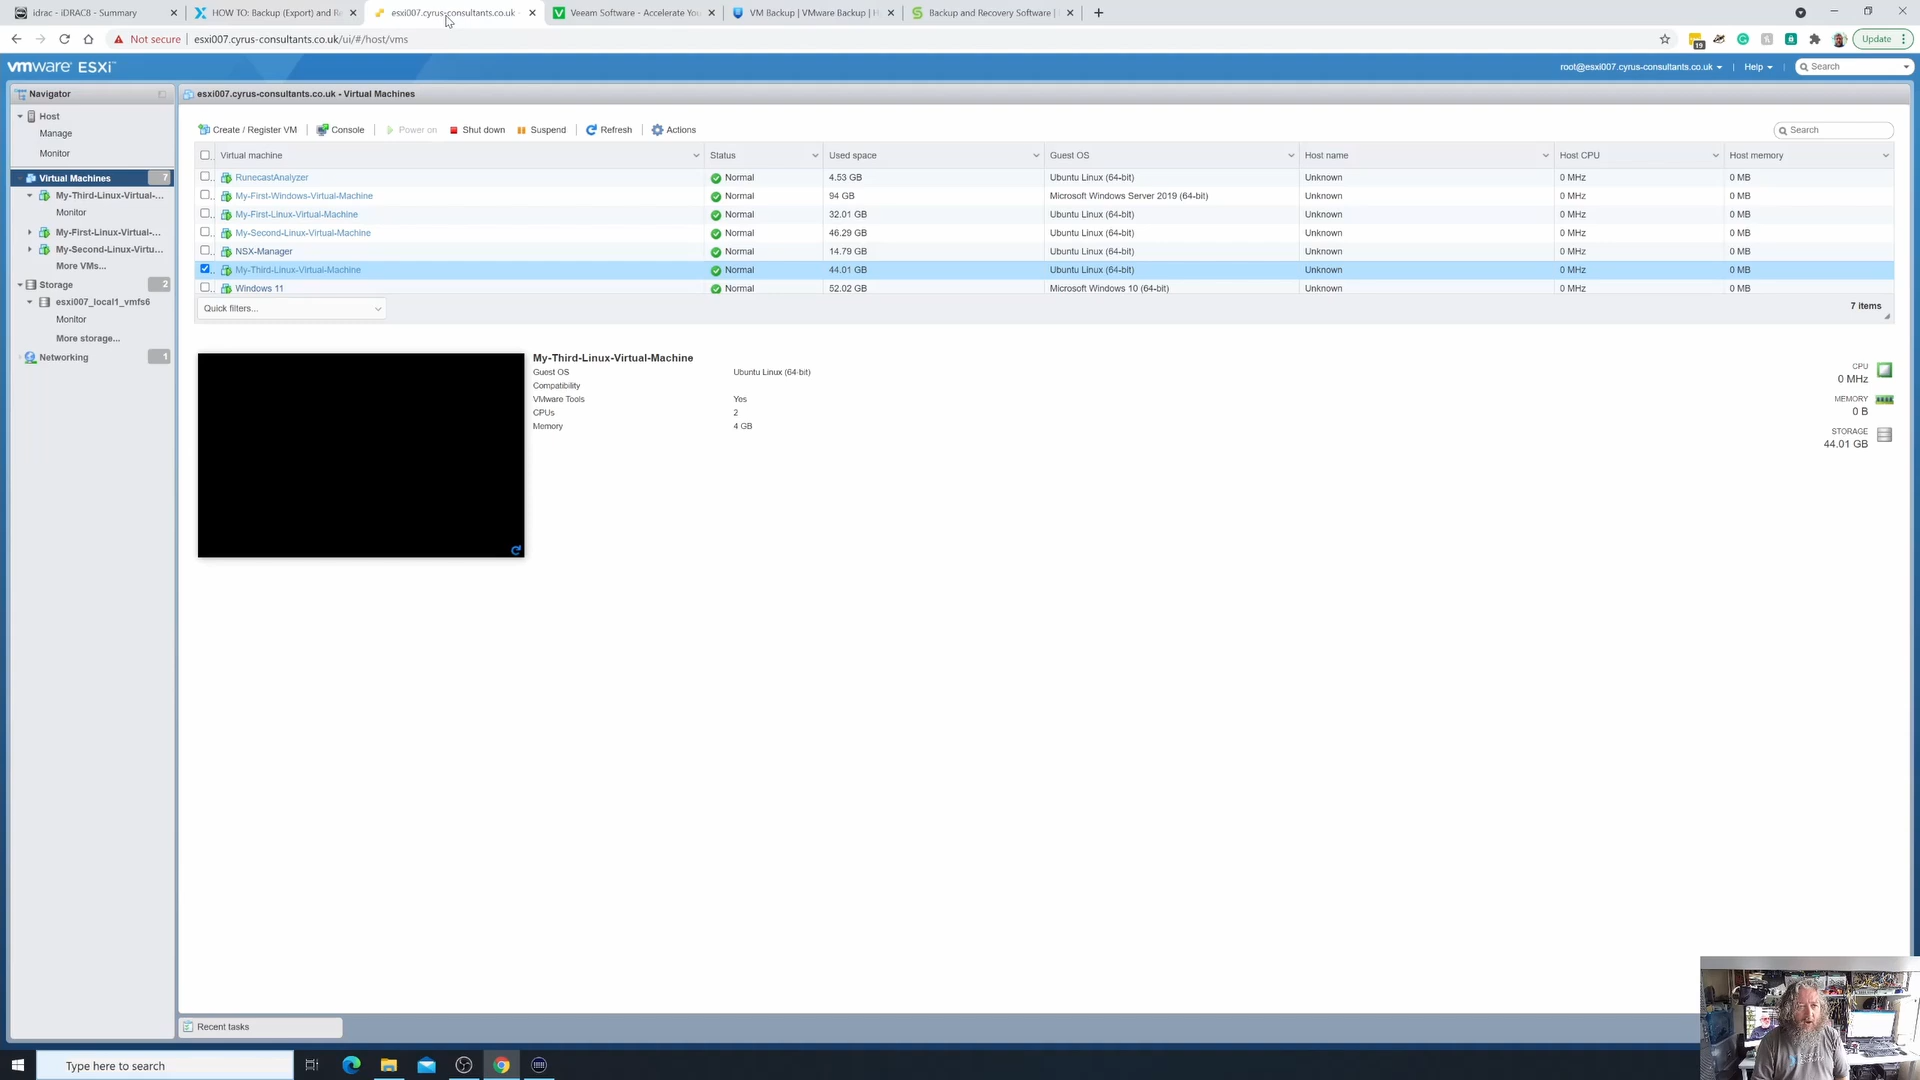 idrac - iDRAC8 - Summary
HOW TO: Backup (Export) and Re
esxi007.cyrus-consultants.co.uk
Veeam Software - Accelerate You
VM Backup | VMware Backup | H
Backup and Recovery Software |
Not secure
esxi007.cyrus-consultants.co.uk/ui/#/host/vms
19
Update
vmware ESXi™
root@esxi007.cyrus-consultants.co.uk
Help
Search
Navigator
esxi007.cyrus-consultants.co.uk - Virtual Machines
Host
Manage
Monitor
Virtual Machines 7
My-Third-Linux-Virtual-...
Monitor
My-First-Linux-Virtual-...
My-Second-Linux-Virtu...
More VMs...
Storage 2
esxi007_local1_vmfs6
Monitor
More storage...
Networking 1
Create / Register VM
Console
Power on
Shut down
Suspend
Refresh
Actions
Search
Virtual machine Status Used space Guest OS Host name Host CPU Host memory
RunecastAnalyzer Normal 4.53 GB Ubuntu Linux (64-bit) Unknown 0 MHz 0 MB
My-First-Windows-Virtual-Machine Normal 94 GB Microsoft Windows Server 2019 (64-bit) Unknown 0 MHz 0 MB
My-First-Linux-Virtual-Machine Normal 32.01 GB Ubuntu Linux (64-bit) Unknown 0 MHz 0 MB
My-Second-Linux-Virtual-Machine Normal 46.29 GB Ubuntu Linux (64-bit) Unknown 0 MHz 0 MB
NSX-Manager Normal 14.79 GB Ubuntu Linux (64-bit) Unknown 0 MHz 0 MB
My-Third-Linux-Virtual-Machine Normal 44.01 GB Ubuntu Linux (64-bit) Unknown 0 MHz 0 MB
Windows 11 Normal 52.02 GB Microsoft Windows 10 (64-bit) Unknown 0 MHz 0 MB
Quick filters...
7 items
My-Third-Linux-Virtual-Machine
Guest OS Ubuntu Linux (64-bit)
Compatibility
VMware Tools Yes
CPUs 2
Memory 4 GB
CPU
0 MHz
MEMORY
0 B
STORAGE
44.01 GB
Recent tasks
Type here to search